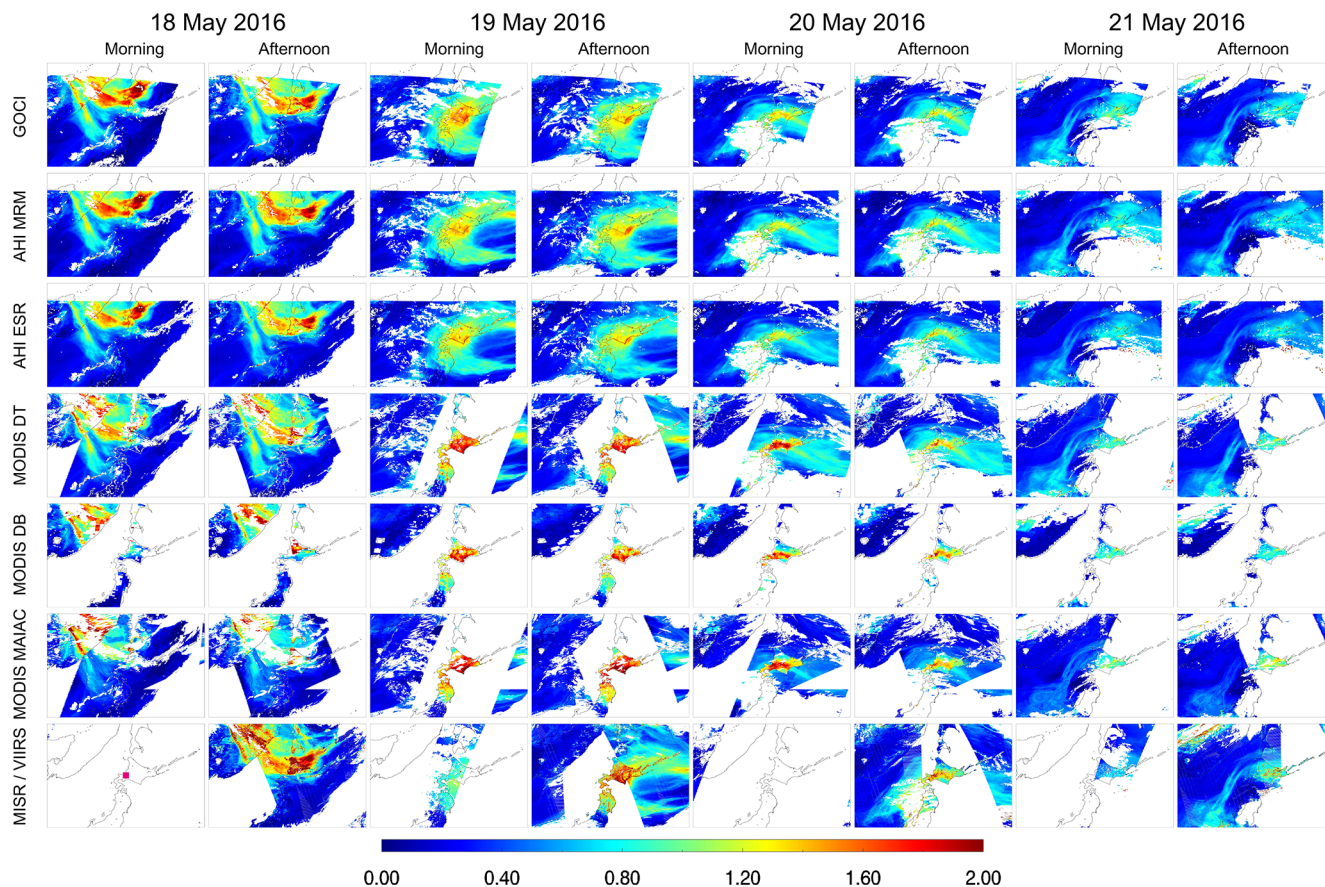 18 May 2016 19 May 2016 20 May 2016 21 May 2016
Morning Afternoon Morning Afternoon Morning Afternoon Morning Afternoon
GOCI
AHI MRM
AHI ESR
MODIS DT
MODIS DB
MODIS MAIAC
MISR / VIIRS
0.00 0.40 0.80 1.20 1.60 2.00